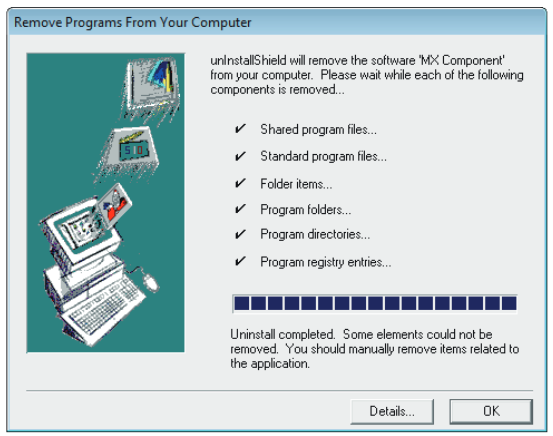 Remove Programs From Your Computer
unInstallShield will remove the software 'MX Component'
from your computer. Please wait while each of the following
components is removed...
✔ Shared program files...
✔ Standard program files...
✔ Folder items...
✔ Program folders...
✔ Program directories...
✔ Program registry entries...
Uninstall completed. Some elements could not be
removed. You should manually remove items related to
the application.
Details... OK